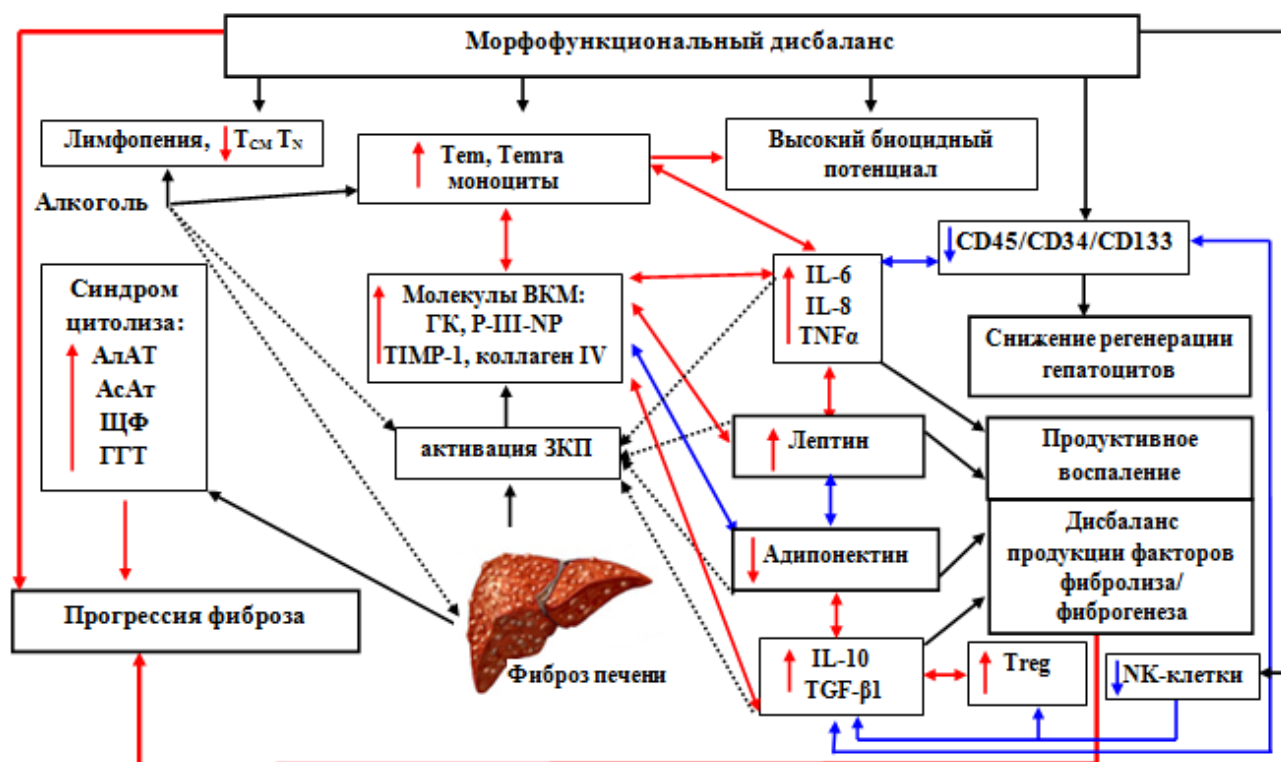 Морфофункциональный дисбаланс
Лимфопения, T_CM T_N
Tem, Temra
моноциты
Высокий биоцидный
потенциал
Алкоголь
CD45/CD34/CD133
Синдром
цитолиза:
АлАТ
АсАт
ЩФ
ГГТ
Молекулы ВКМ:
ГК, P-III-NP
TIMP-1, коллаген IV
IL-6
IL-8
TNFα
Снижение регенерации
гепатоцитов
активация ЗКП
Лептин
Продуктивное
воспаление
Адипонектин
Дисбаланс
продукции факторов
фибролиза/
фиброгенеза
Прогрессия фиброза
Фиброз печени
IL-10
TGF-β1
Treg
NK-клетки